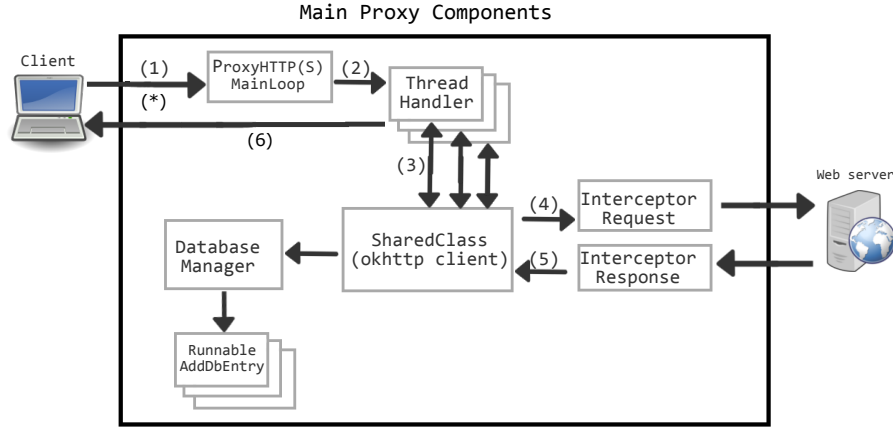 Main Proxy Components
Client
(1)
ProxyHTTP(S)
MainLoop
(2)
Thread
Handler
(*)
(6)
(3)
Web server
(4)
Interceptor
Request
SharedClass
(okhttp client)
Database
Manager
(5)
Interceptor
Response
Runnable
AddDbEntry